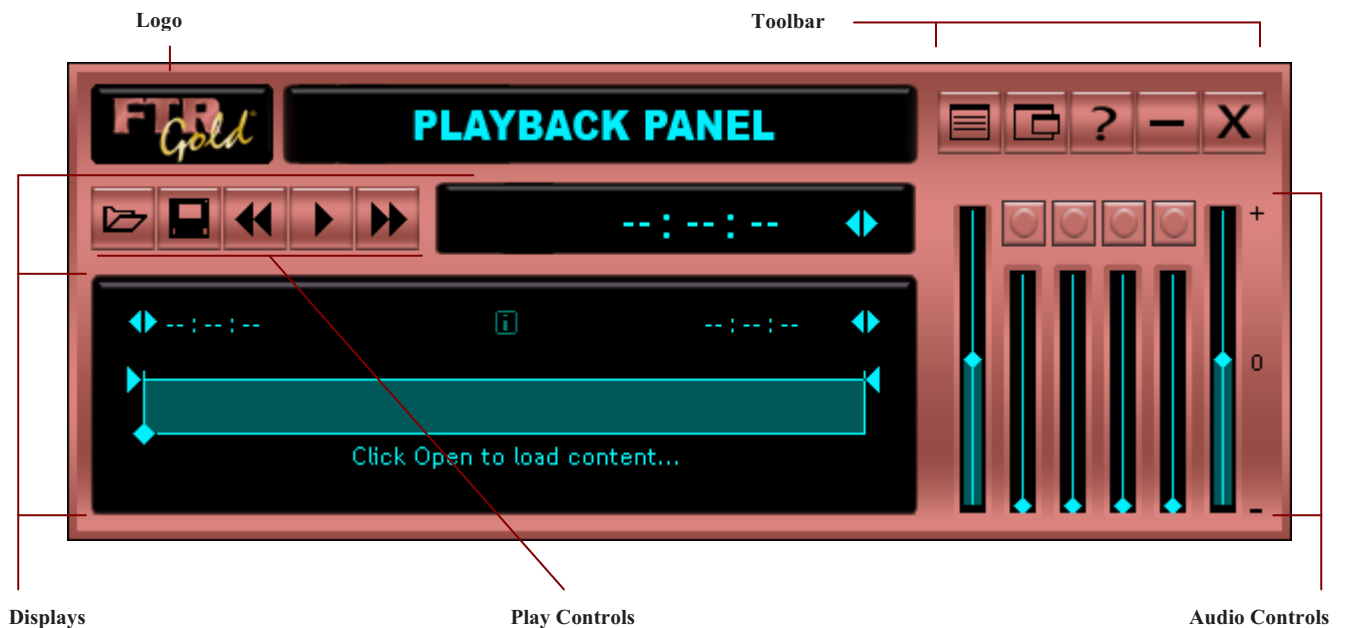 Logo
Toolbar
FTR Gold
PLAYBACK PANEL
? – X
--:--:--
+
--:--:--
i
--:--:--
0
Click Open to load content...
-
Displays
Play Controls
Audio Controls